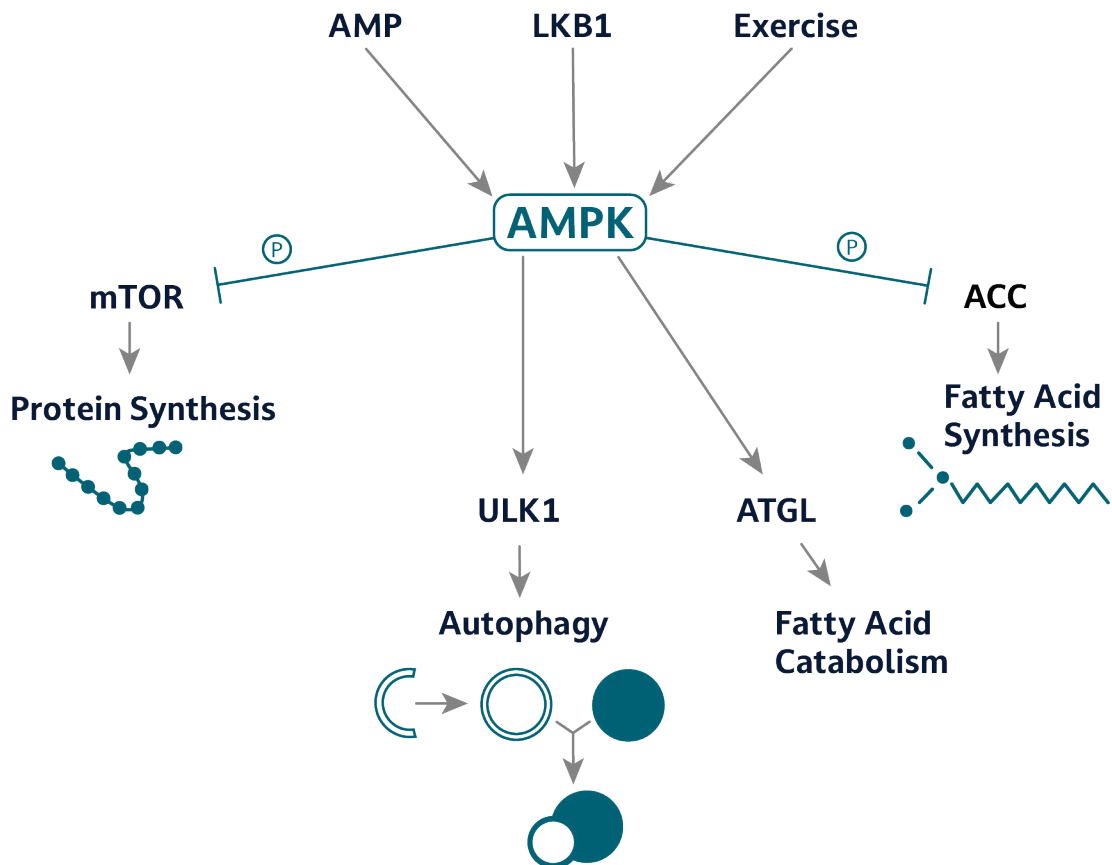 AMP
LKB1
Exercise
AMPK
P
P
mTOR
ACC
Protein Synthesis
Fatty Acid
Synthesis
ULK1
ATGL
Autophagy
Fatty Acid
Catabolism